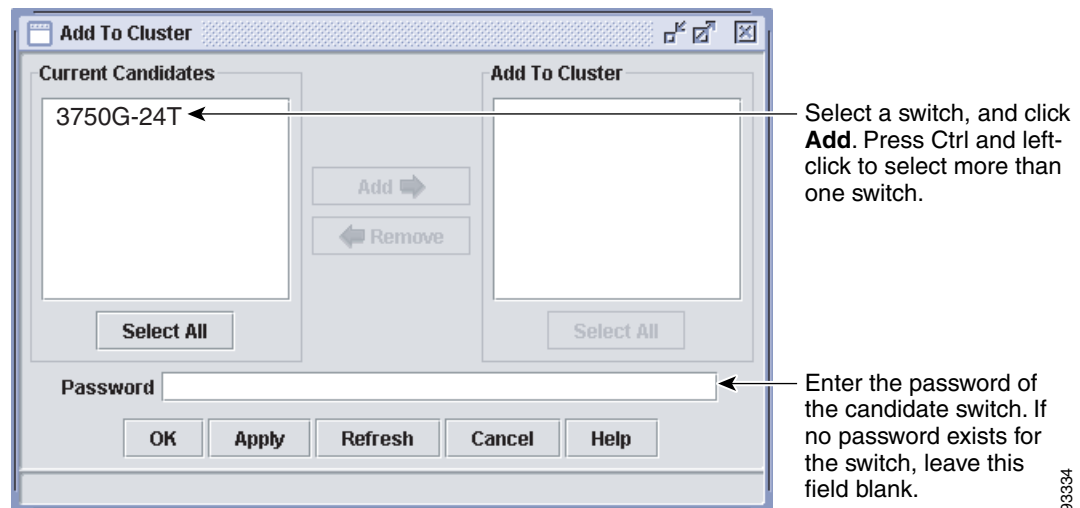 Add To Cluster
Current Candidates
Add To Cluster
3750G-24T
Add
Remove
Select All
Select All
Password
OK
Apply
Refresh
Cancel
Help
Select a switch, and click
Add. Press Ctrl and left-
click to select more than
one switch.
Enter the password of
the candidate switch. If
no password exists for
the switch, leave this
field blank.
93334